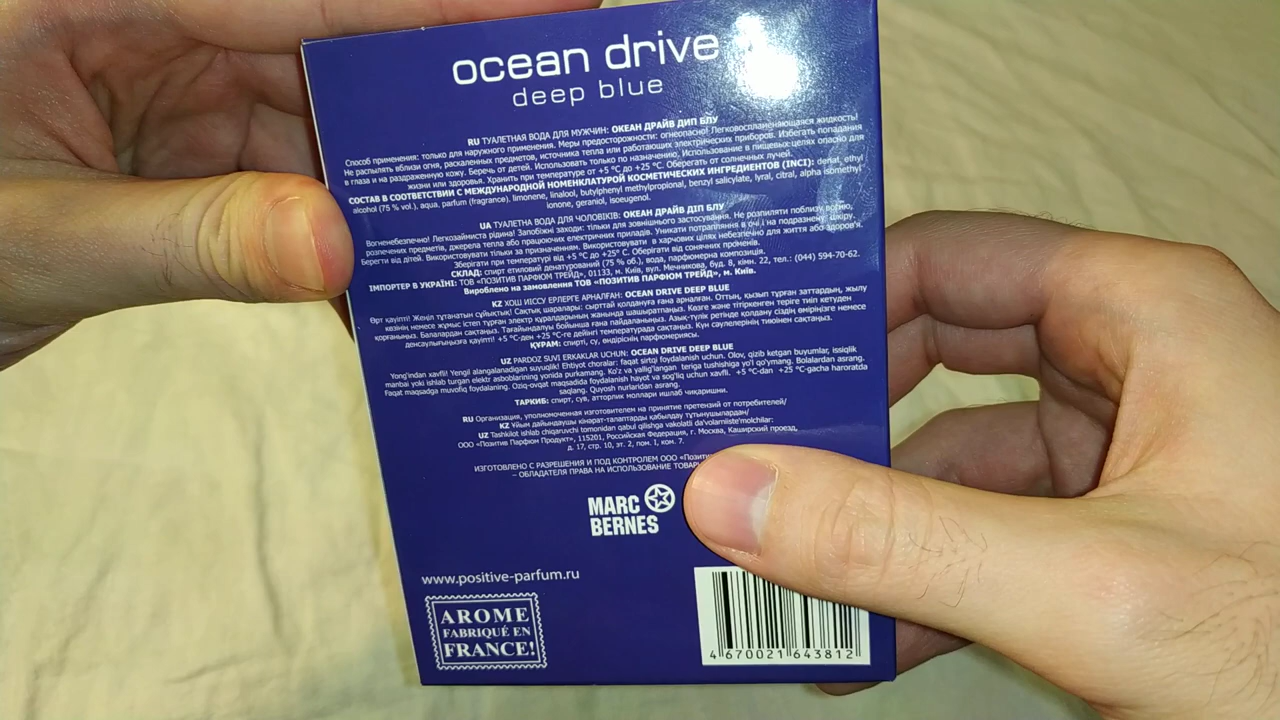 ocean drive
deep blue
RU ТУАЛЕТНАЯ ВОДА ДЛЯ МУЖЧИН: ОКЕАН ДРАЙВ ДИП БЛУ
Способ применения: только для наружного применения. Меры предосторожности: огнеопасно! Легковоспламеняющаяся жидкость!
Не распылять вблизи огня, раскаленных предметов, источника тепла или работающих электрических приборов. Избегать попадания
в глаза и на раздраженную кожу. Беречь от детей. Использовать только по назначению. Использование в пищевых целях опасно для
жизни или здоровья. Хранить при температуре от +5 °C до +25 °C. Оберегать от солнечных лучей.
СОСТАВ В СООТВЕТСТВИИ С МЕЖДУНАРОДНОЙ НОМЕНКЛАТУРОЙ КОСМЕТИЧЕСКИХ ИНГРЕДИЕНТОВ (INCI): denat, ethyl
alcohol (75 % vol.), aqua, parfum (fragrance), limonene, linalool, butylphenyl methylpropional, benzyl salicylate, lyral, citral, alpha isomethyl
ionone, geraniol, isoeugenol.
UA ТУАЛЕТНА ВОДА ДЛЯ ЧОЛОВІКІВ: ОКЕАН ДРАЙВ ДІП БЛУ
Вогненебезпечно! Легкозаймиста рідина! Запобіжні заходи: тільки для зовнішнього застосування. Не розпиляти поблизу вогню,
розпечених предметів, джерела тепла або працюючих електричних приладів. Уникати потрапляння в очі і на подразнену шкіру.
Берегти від дітей. Використовувати тільки за призначенням. Використовувати в харчових цілях небезпечно для життя або здоров'я.
Зберігати при температурі від +5 °C до +25° C. Оберігати від сонячних променів.
СКЛАД: спирт етиловий денатурований (75 % об.), вода, парфюмерна композиція.
ІМПОРТЕР В УКРАЇНІ: ТОВ «ПОЗИТИВ ПАРФЮМ ТРЕЙД», 01133, м. Київ, вул. Мечникова, буд. 8, кімн. 22, тел.: (044) 594-70-62.
Вироблено на замовлення ТОВ «ПОЗИТИВ ПАРФЮМ ТРЕЙД», м. Київ.
KZ ХОШ ИІССУ ЕРЛЕРГЕ АРНАЛҒАН: OCEAN DRIVE DEEP BLUE
Өрт қауіпті! Жеңіл тұтанатын сұйықтық! Сақтық шаралары: сырттай қолдануға ғана арналған. Оттың, қызып тұрған заттардың, жылу
көзінің немесе жұмыс істеп тұрған электр құралдарының жанында шашыратпаңыз. Көзге және тітіркенген теріге тиіп кетуден
қорғаныңыз. Балалардан сақтаңыз. Тағайындалуы бойынша ғана пайдаланыңыз. Азық-түлік ретінде қолдану сіздің өміріңізге немесе
денсаулығыңызға қауіпті! +5 °C-ден +25 °C-ге дейінгі температурада сақтаңыз. Күн сәулелерінің тиюінен сақтаңыз.
ҚҰРАМ: спирті, су, өндірісінің парфюмериясы.
UZ PARDOZ SUVI ERKAKLAR UCHUN: OCEAN DRIVE DEEP BLUE
Yong'indan xavfli! Yengil alangalanadigan suyuqlik! Ehtiyot choralar: faqat sirtqi foydalanish uchun. Olov, qizib ketgan buyumlar, issiqlik
manbai yoki ishlab turgan elektr asboblarining yonida purkamang. Ko'z va yallig'langan teriga tushishiga yo'l qo'ymang. Bolalardan asrang.
Faqat maqsadga muvofiq foydalaning. Oziq-ovqat maqsadida foydalanish hayot va sog'liq uchun xavfli. +5 °C-dan +25 °C-gacha haroratda
saqlang. Quyosh nurlaridan asrang.
ТАРКИБ: спирт, сув, атторлик моллари ишлаб чиқаришни.
RU Организация, уполномоченная изготовителем на принятие претензий от потребителей/
KZ Ұйым дайындаушы кінарат-талаптарды қабылдау тұтынушылардан/
UZ Tashkilot ishlab chiqaruvchi tomonidan qabul qilishga vakolatli da'volarniiste'molchilar:
ООО «Позитив Парфюм Продукт», 115201, Российская Федерация, г. Москва, Каширский проезд,
д. 17, стр. 10, эт. 2, пом. I, ком. 7.
ИЗГОТОВЛЕНО С РАЗРЕШЕНИЯ И ПОД КОНТРОЛЕМ ООО
– ОБЛАДАТЕЛЯ ПРАВА НА ИСПОЛЬЗОВАНИЕ
MARC
BERNES
www.positive-parfum.ru
AROME
FABRIQUÉ EN
FRANCE!
4 670021 643812